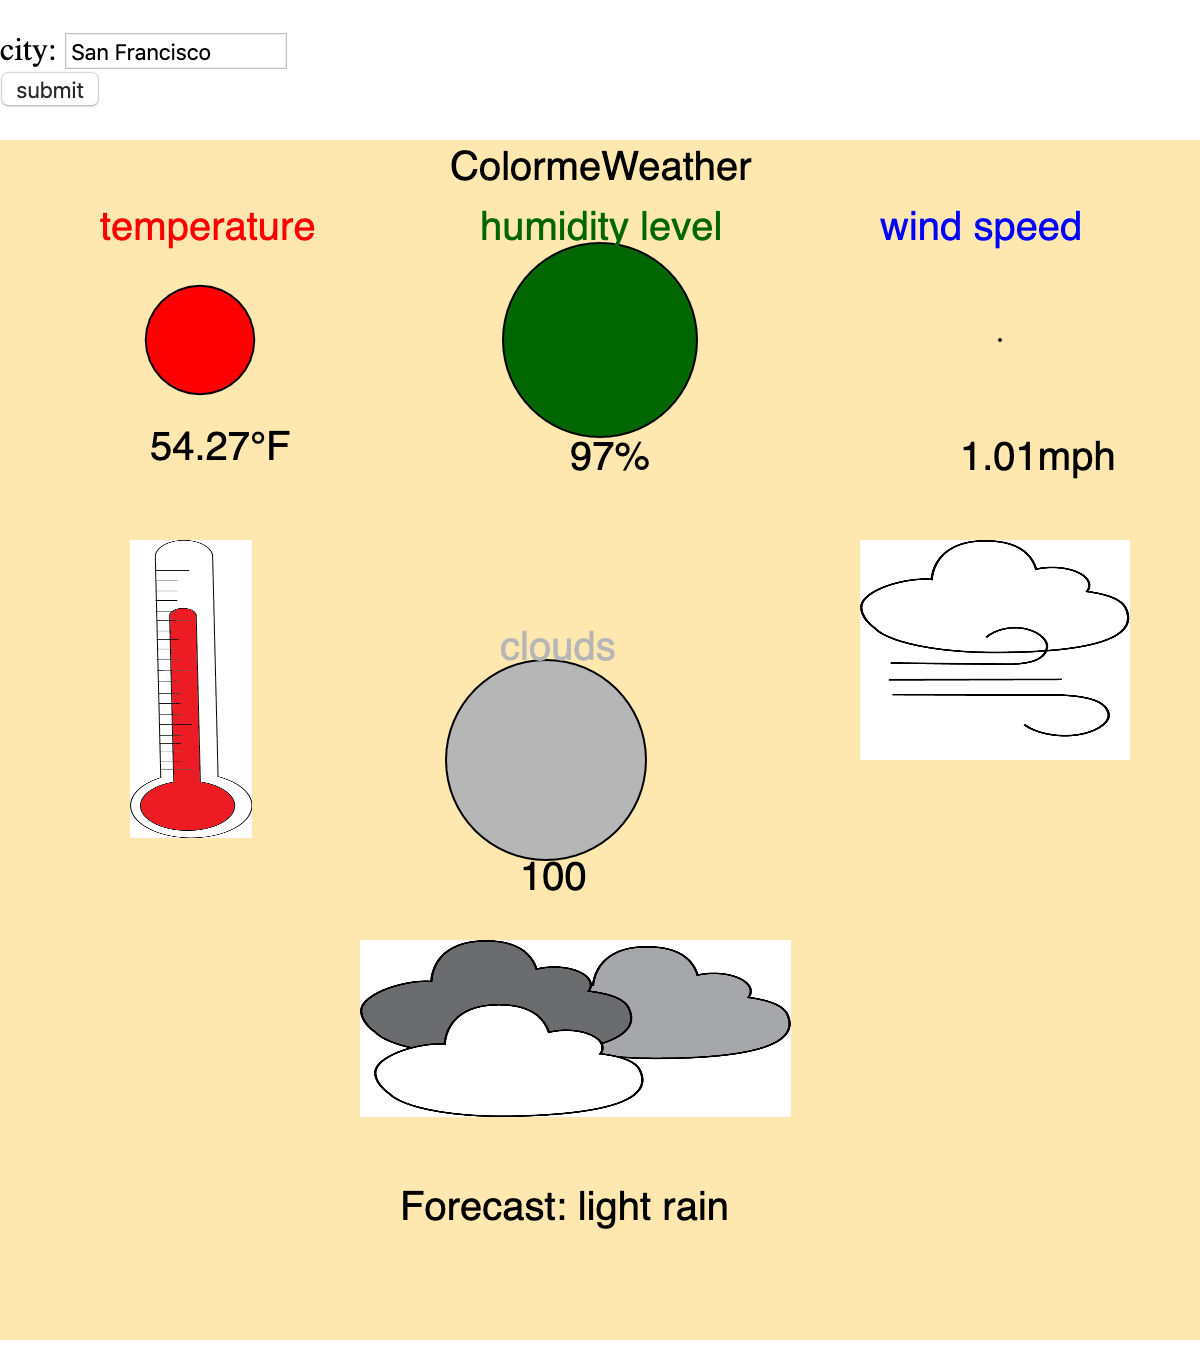 city: San Francisco
submit
ColormeWeather
temperature humidity level wind speed
54.27°F 97% 1.01mph
clouds
100
Forecast: light rain